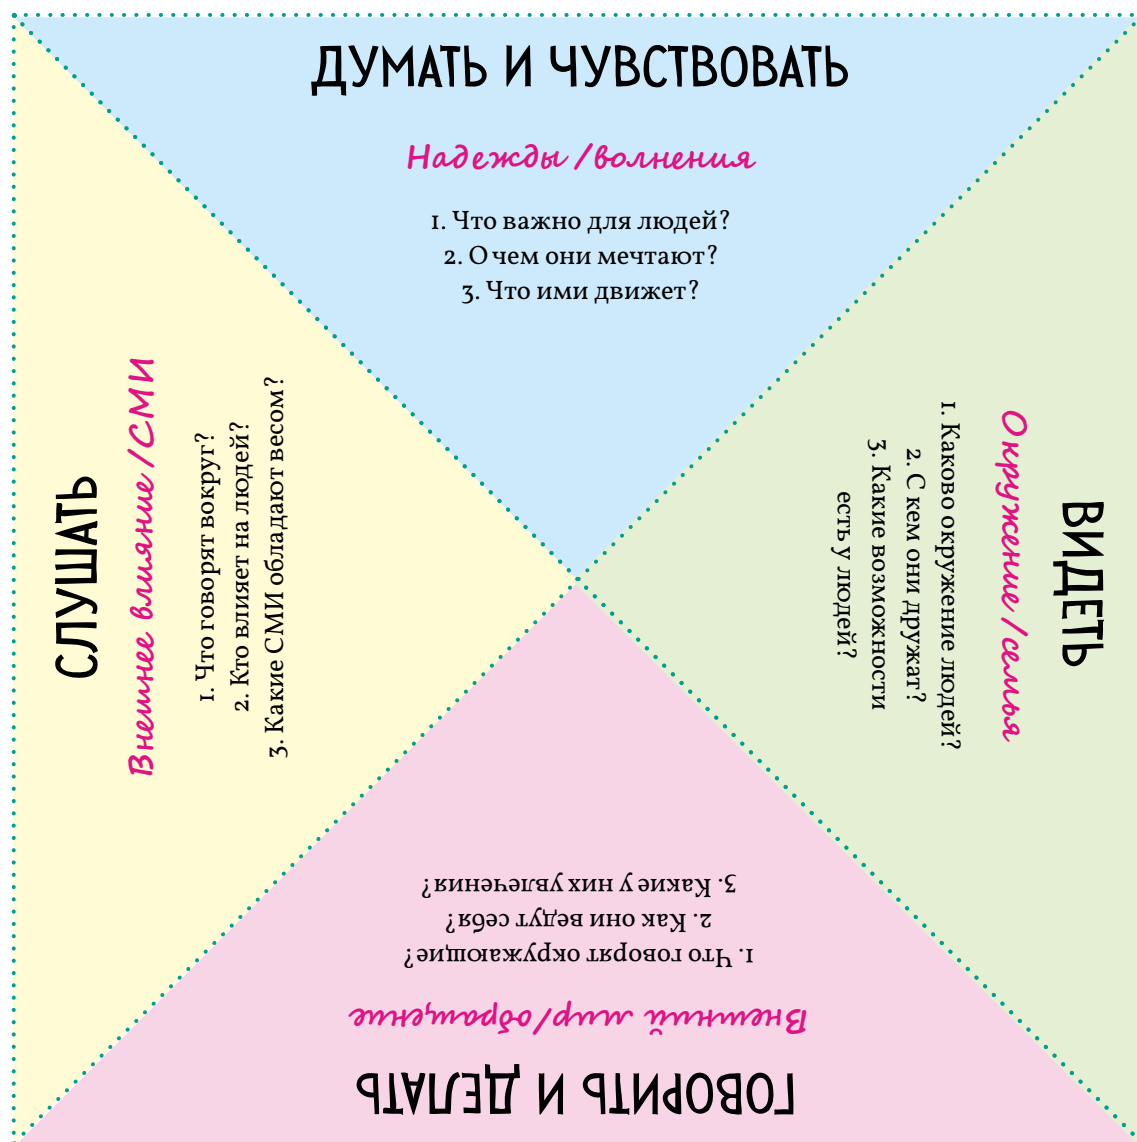 ДУМАТЬ И ЧУВСТВОВАТЬ
Надежды /волнения
1. Что важно для людей?
2. О чем они мечтают?
3. Что ими движет?
СЛУШАТЬ
Внешнее влияние /СМИ
1. Что говорят вокруг?
2. Кто влияет на людей?
3. Какие СМИ обладают весом?
ВИДЕТЬ
Окружение /семья
1. Каково окружение людей?
2. С кем они дружат?
3. Какие возможности
есть у людей?
ГОВОРИТЬ И ДЕЛАТЬ
Внешний мир/обращение
1. Что говорят окружающие?
2. Как они ведут себя?
3. Какие у них увлечения?